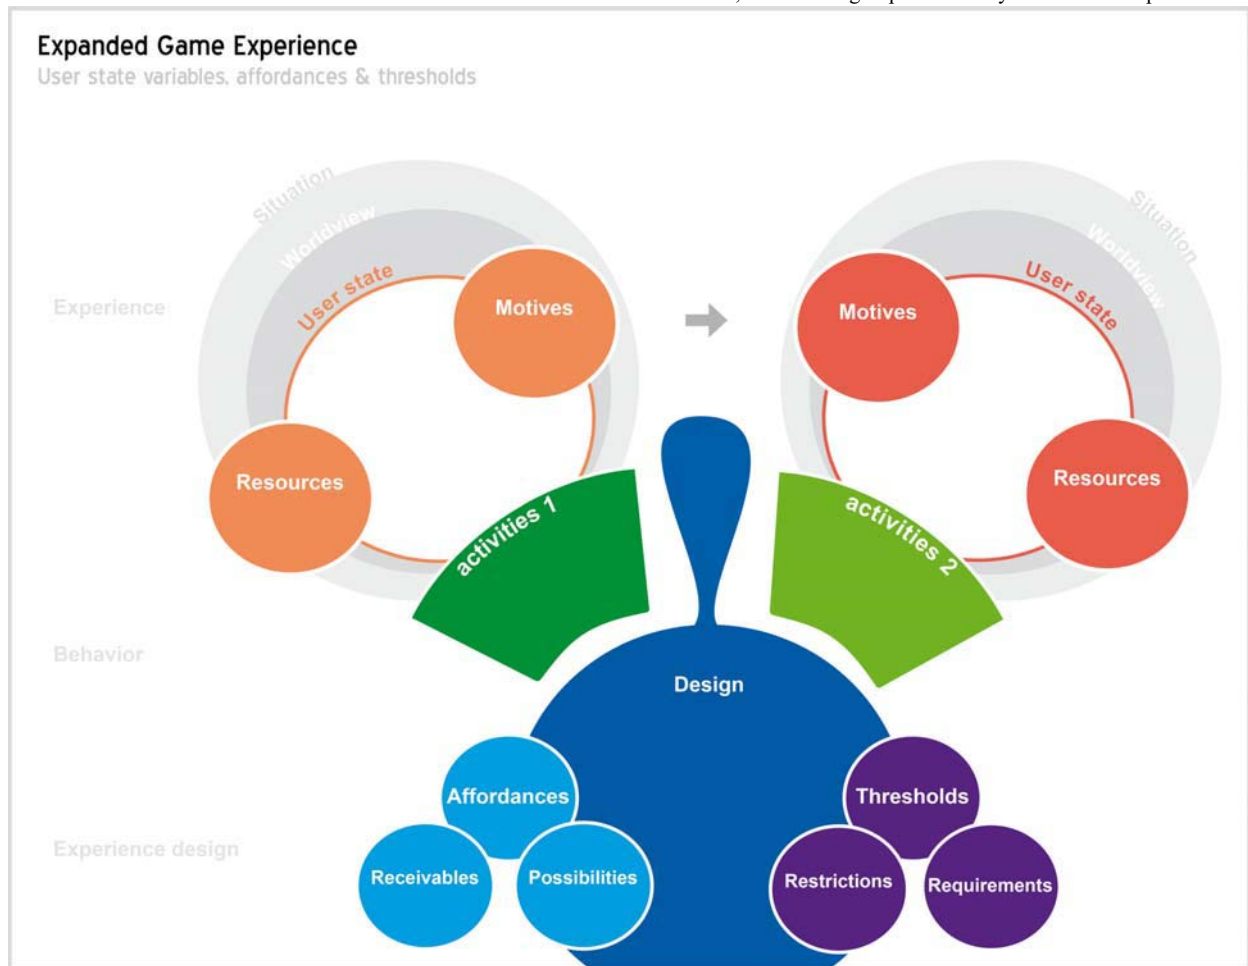 Expanded Game Experience
User state variables, affordances & thresholds
Situation
Worldview
User state
Motives
Resources
Situation
Worldview
User state
Motives
Resources
Experience
activities 1
activities 2
Behavior
Design
Affordances
Receivables
Possibilities
Thresholds
Restrictions
Requirements
Experience design